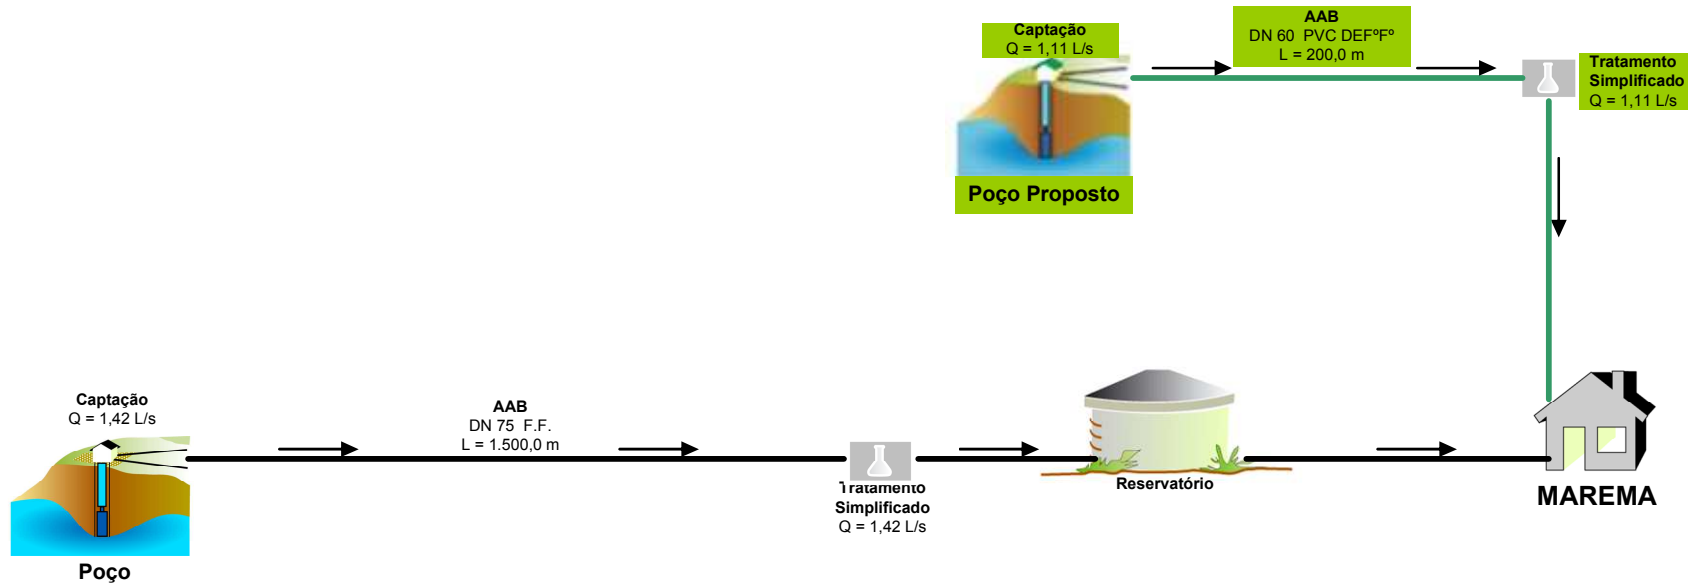 Captação
Q = 1,11 L/s
AAB
DN 60 PVC DEFºFº
L = 200,0 m
Tratamento
Simplificado
Q = 1,11 L/s
Poço Proposto
Captação
Q = 1,42 L/s
AAB
DN 75 F.F.
L = 1.500,0 m
Tratamento
Simplificado
Q = 1,42 L/s
Reservatório
MAREMA
Poço